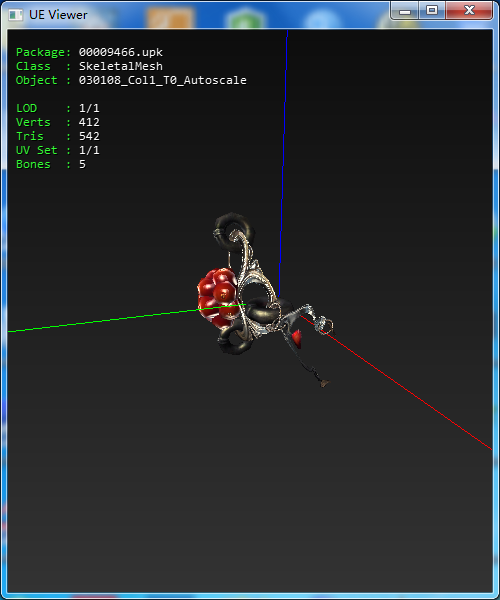 UE Viewer
Package: 00009466.upk
Class : SkeletalMesh
Object : 030108_Col1_T0_Autoscale
LOD : 1/1
Verts : 412
Tris : 542
UV Set : 1/1
Bones : 5